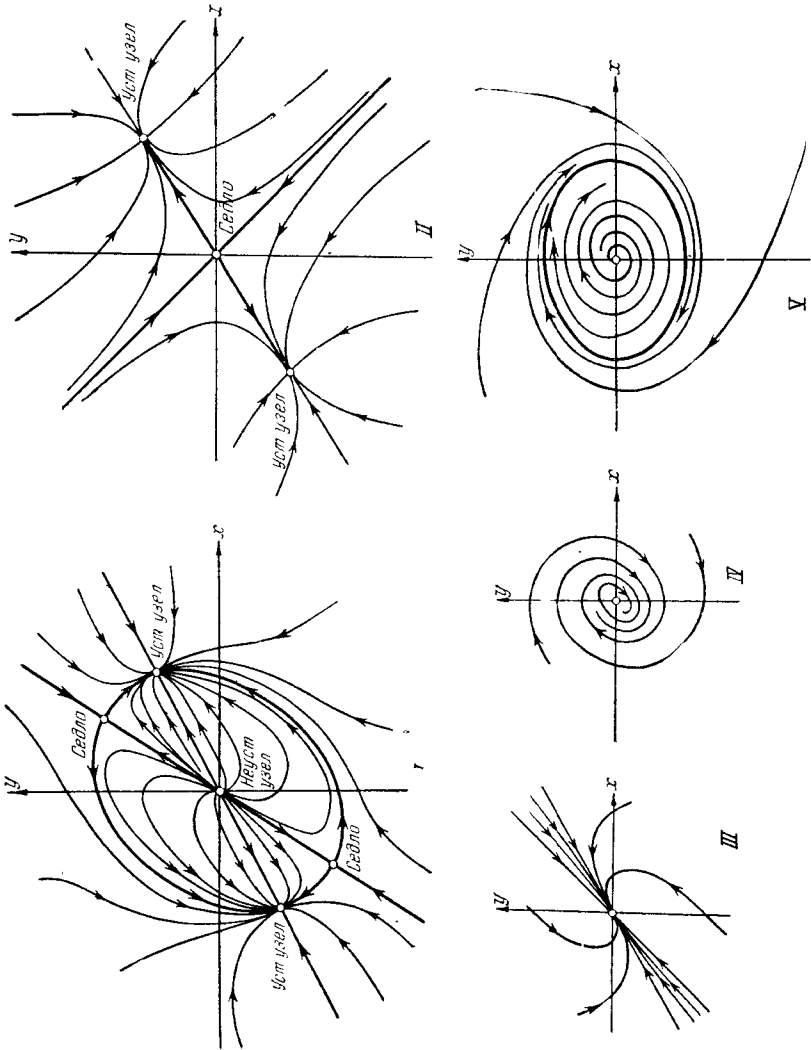 y
Седло
Уст узел
Неуст
узел
Седло
Уст узел
x
I
y
Уст узел
Седло
Уст узел
x
II
y
x
III
y
x
IV
y
x
V